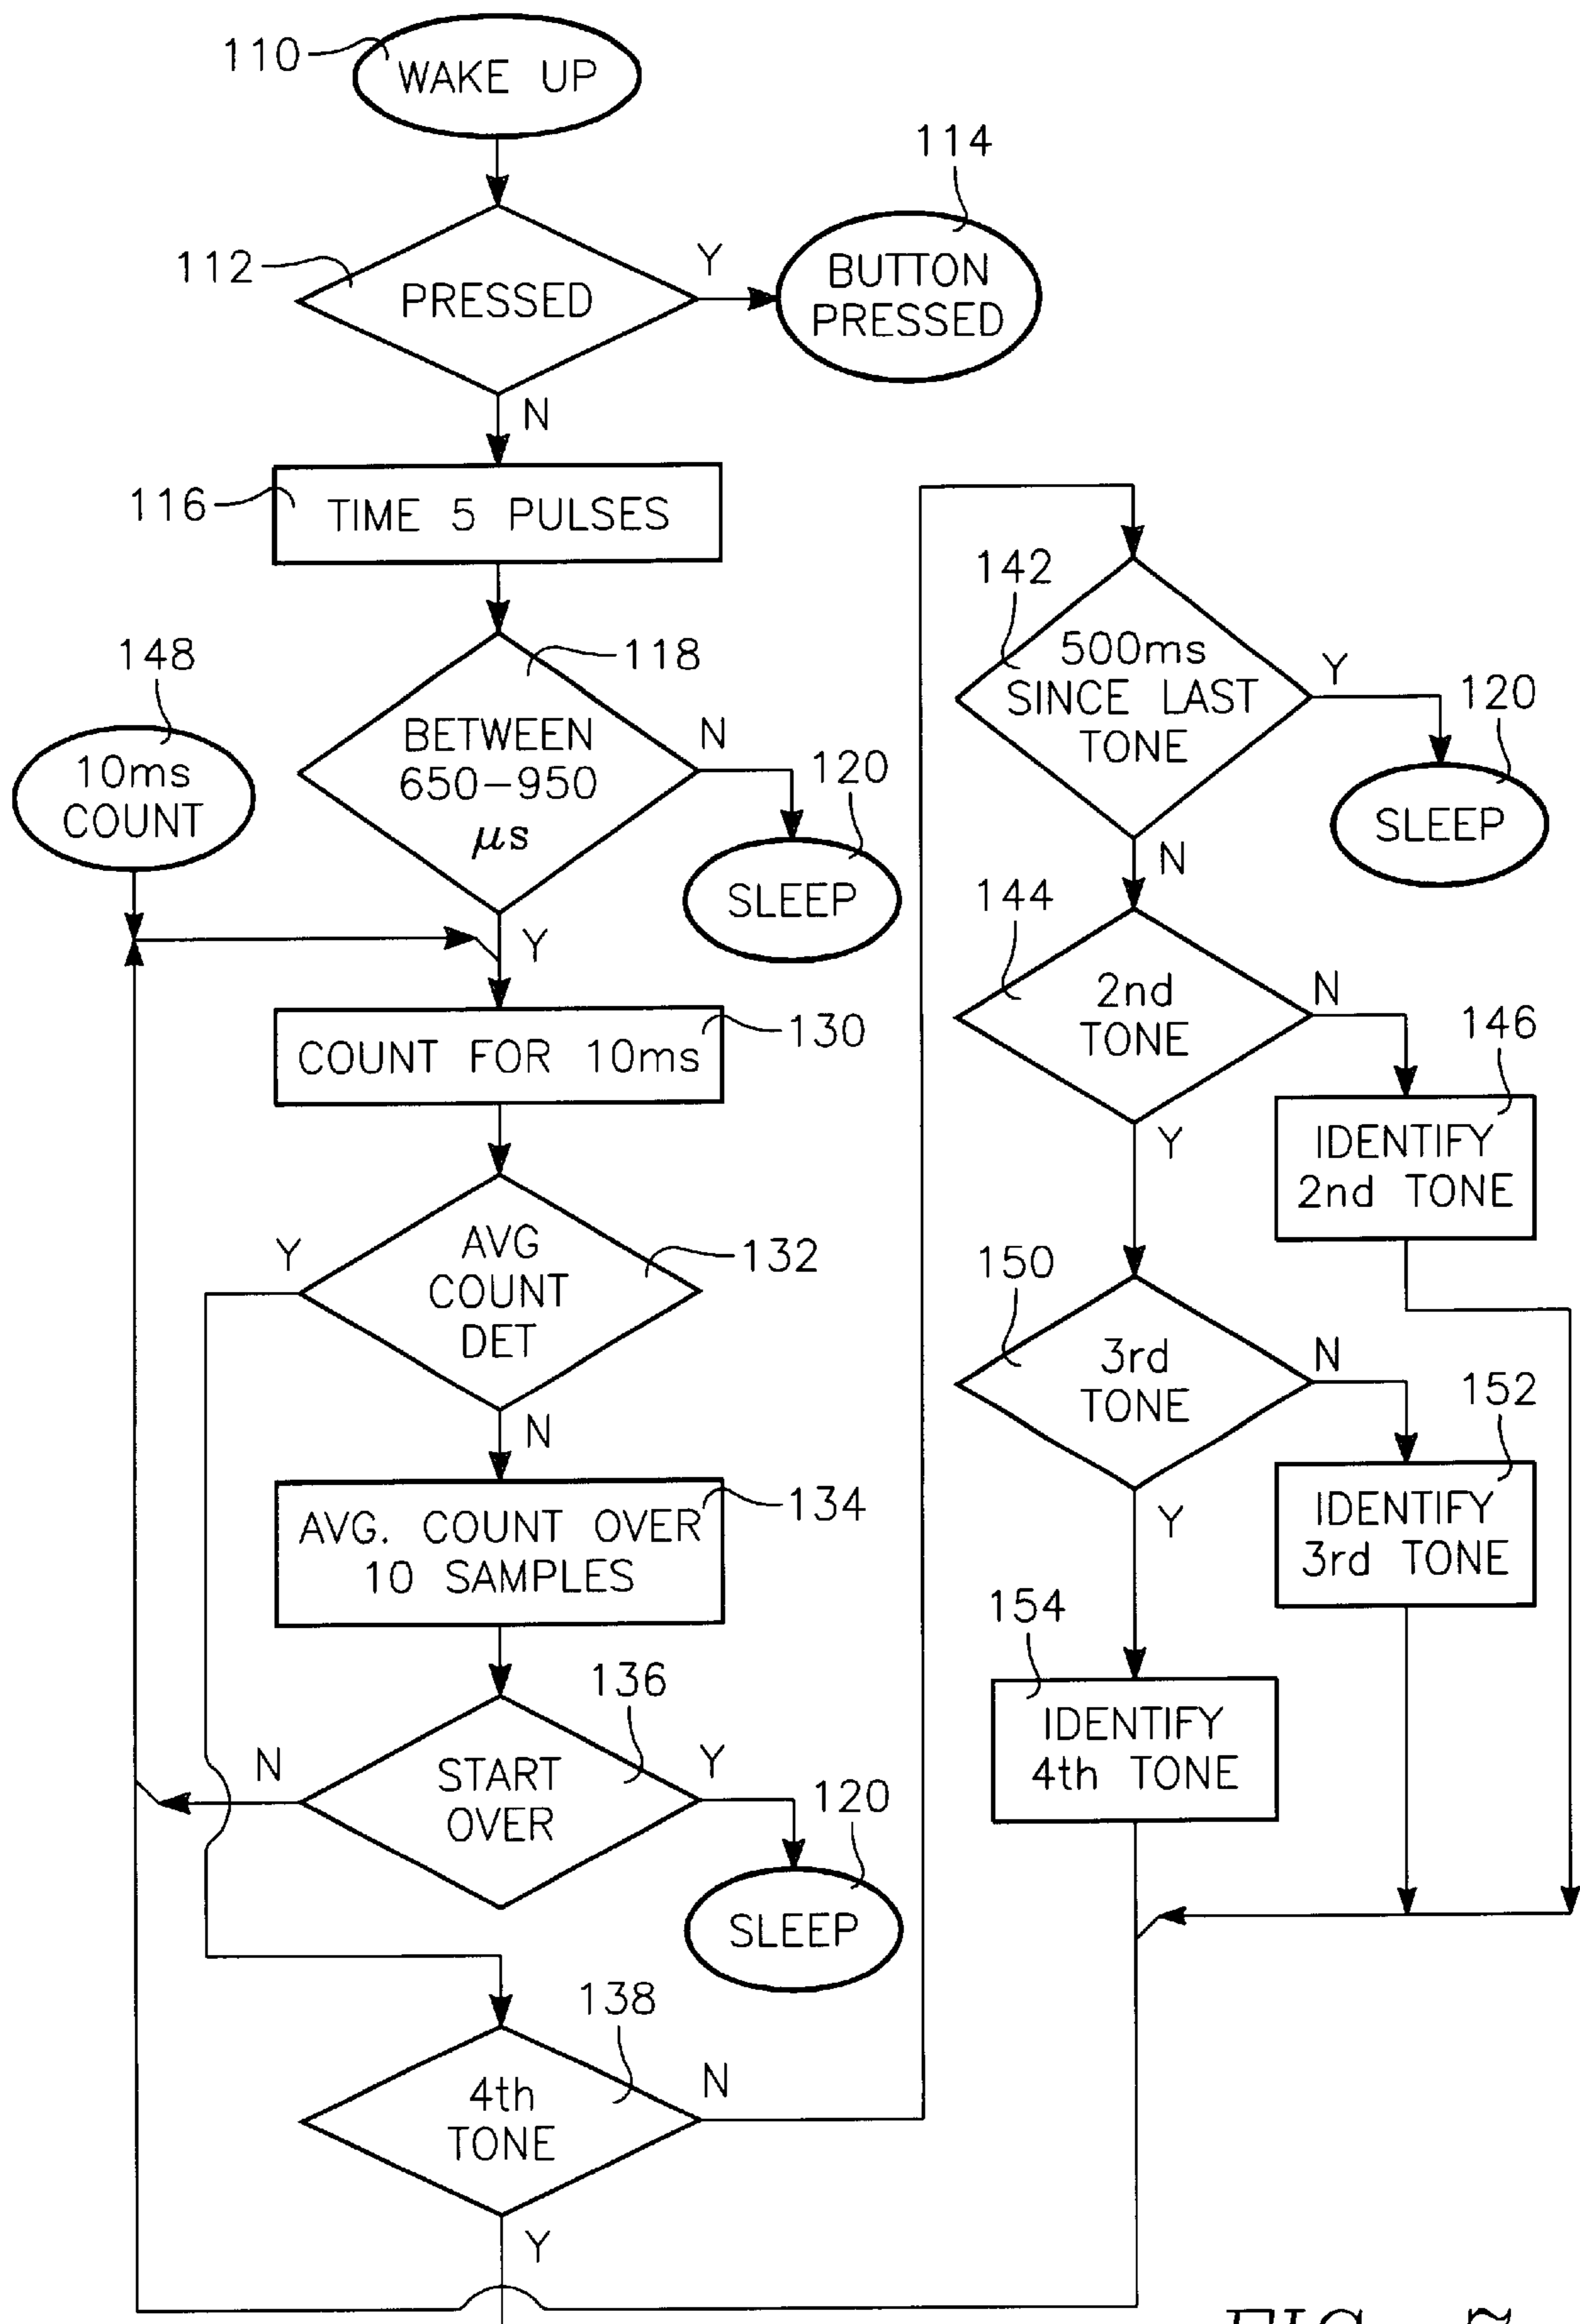 110
WAKE UP
114
112
PRESSED
Y
BUTTON
PRESSED
N
116
TIME 5 PULSES
148
10ms
COUNT
118
BETWEEN
650-950
μs
N
120
SLEEP
Y
COUNT FOR 10ms
130
Y
AVG
COUNT
DET
132
N
AVG. COUNT OVER
10 SAMPLES
134
136
N
START
OVER
Y
120
SLEEP
138
4th
TONE
N
Y
142
500ms
SINCE LAST
TONE
Y
120
SLEEP
N
144
2nd
TONE
N
146
IDENTIFY
2nd TONE
Y
150
3rd
TONE
N
152
IDENTIFY
3rd TONE
Y
154
IDENTIFY
4th TONE